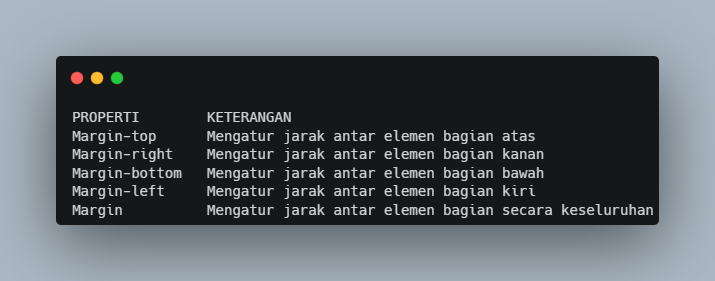 PROPERTI KETERANGAN
Margin-top Mengatur jarak antar elemen bagian atas
Margin-right Mengatur jarak antar elemen bagian kanan
Margin-bottom Mengatur jarak antar elemen bagian bawah
Margin-left Mengatur jarak antar elemen bagian kiri
Margin Mengatur jarak antar elemen bagian secara keseluruhan